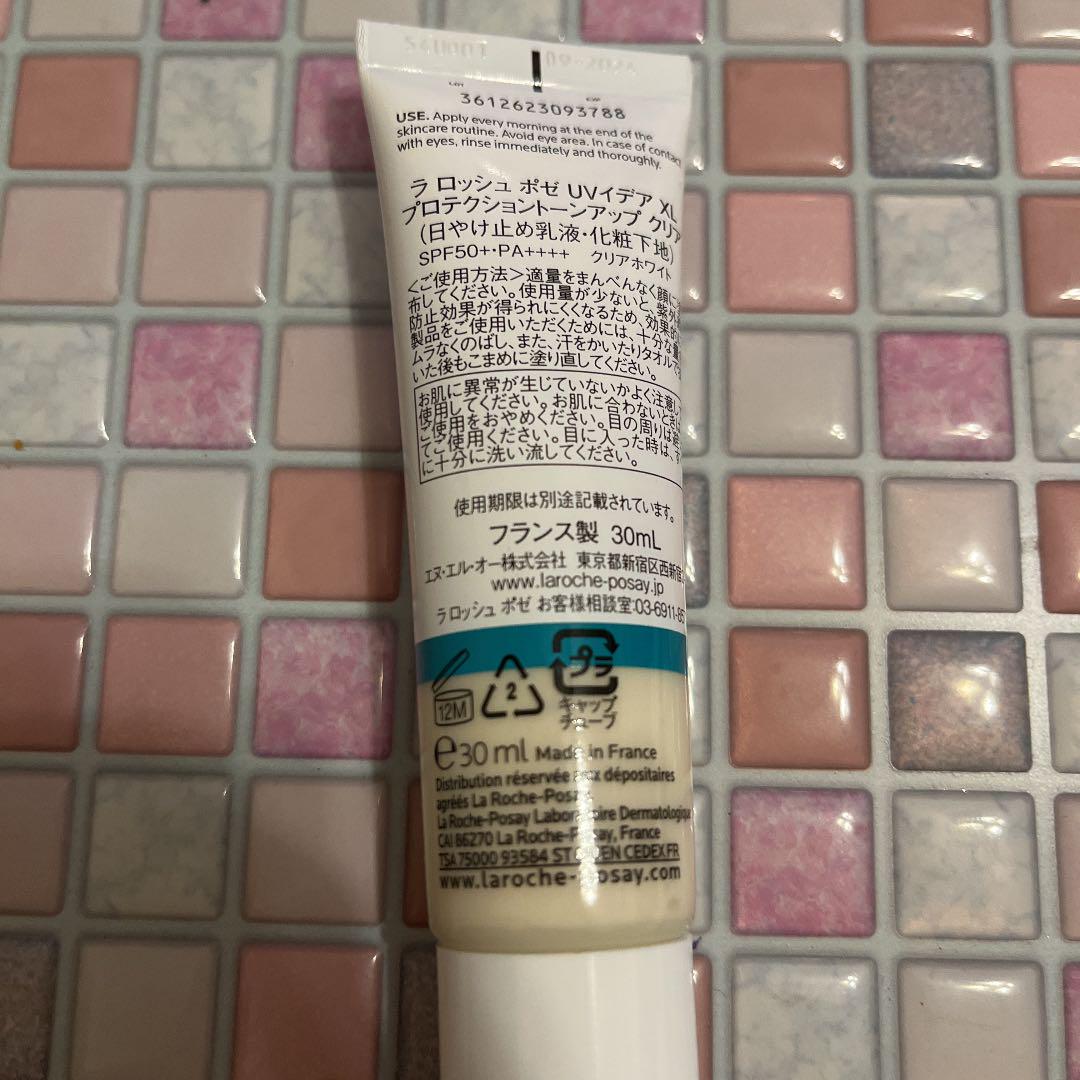 09-2024
LOT
EXP
3612623093788
USE. Apply every morning at the end of the
skincare routine. Avoid eye area. In case of contact
with eyes, rinse immediately and thoroughly.
ラ ロッシュ ポゼ UVイデア XL
プロテクショントーンアップ クリア
(日やけ止め乳液・化粧下地)
SPF50+・PA++++ クリアホワイト
<ご使用方法>適量をまんべんなく顔に
布してください。使用量が少ないと、紫外
防止効果が得られにくくなるため、効果
製品をご使用いただくためには、十分な量
ムラなくのばし、また、汗をかいたりタオルで
いた後もこまめに塗り直してください。
お肌に異常が生じていないかよく注意し
使用してください。お肌に合わないときは
ご使用をおやめください。目の周りは避
てご使用ください。目に入った時は、す
に十分に洗い流してください。
使用期限は別途記載されています。
フランス製 30mL
エヌ・エル・オー株式会社 東京都新宿区西新宿
www.laroche-posay.jp
ラ ロッシュ ポゼ お客様相談室:03-6911-85
12M
2
プラ
キャップ
チューブ
e30 ml Made in France
Distribution réservée aux dépositaires
agréés La Roche-Posay
La Roche-Posay Laboratoire Dermatologique
CAI 86270 La Roche-Posay, France
TSA 75000 93584 ST OUEN CEDEX FR
www.laroche-posay.com